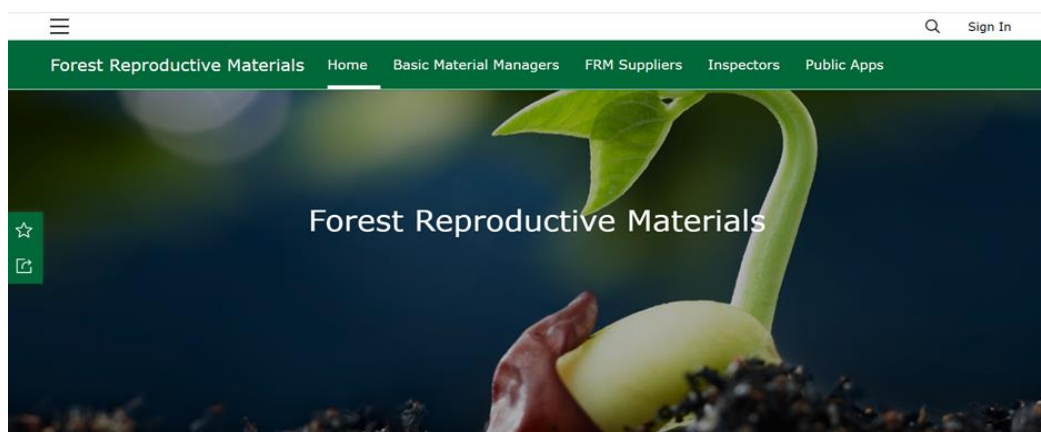 Sign In
Forest Reproductive Materials Home Basic Material Managers FRM Suppliers Inspectors Public Apps
Forest Reproductive Materials